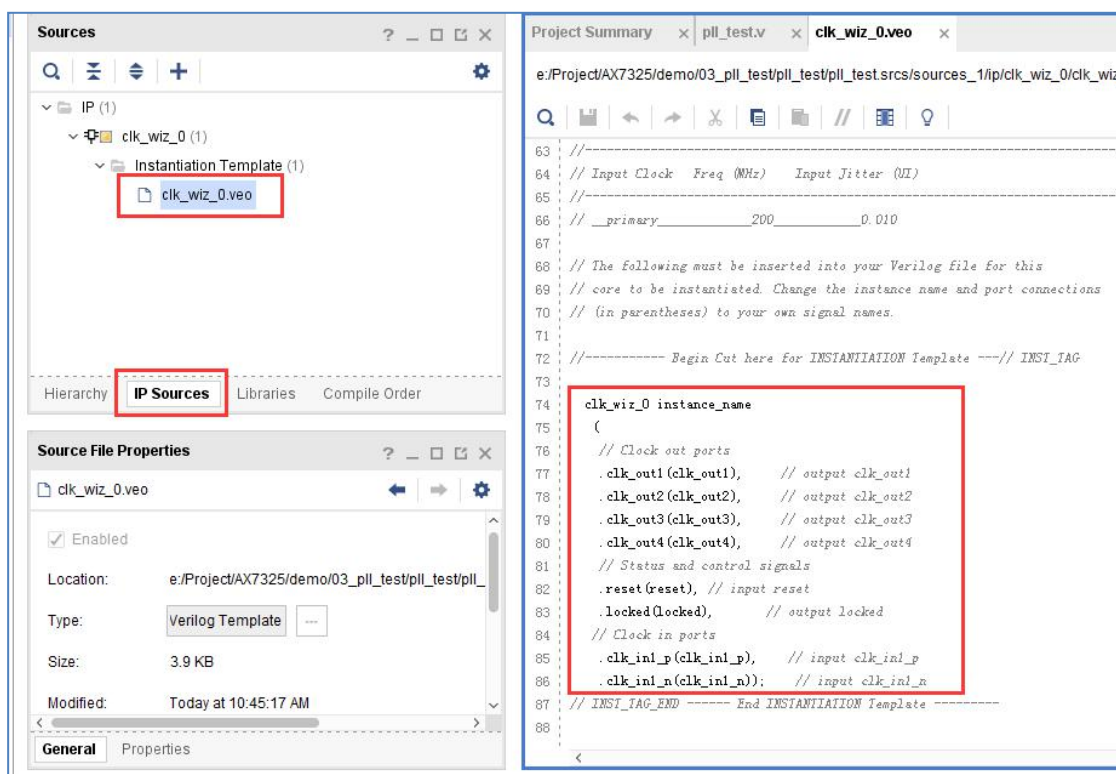 Sources
IP (1)
clk_wiz_0 (1)
Instantiation Template (1)
clk_wiz_0.veo
Hierarchy IP Sources Libraries Compile Order
Source File Properties
clk_wiz_0.veo
Enabled
Location: e:/Project/AX7325/demo/03_pll_test/pll_test/pll_
Type: Verilog Template ...
Size: 3.9 KB
Modified: Today at 10:45:17 AM
General Properties
Project Summary × pll_test.v × clk_wiz_0.veo ×
e:/Project/AX7325/demo/03_pll_test/pll_test/pll_test.srcs/sources_1/ip/clk_wiz_0/clk_wiz
63 //--------------------------------------------------------------------------
64 // Input Clock Freq (MHz) Input Jitter (UI)
65 //--------------------------------------------------------------------------
66 // __primary_____________200____________0.010
67
68 // The following must be inserted into your Verilog file for this
69 // core to be instantiated. Change the instance name and port connections
70 // (in parentheses) to your own signal names.
71
72 //----------- Begin Cut here for INSTANTIATION Template ---// INST_TAG
73
74 clk_wiz_0 instance_name
75 (
76 // Clock out ports
77 .clk_out1(clk_out1), // output clk_out1
78 .clk_out2(clk_out2), // output clk_out2
79 .clk_out3(clk_out3), // output clk_out3
80 .clk_out4(clk_out4), // output clk_out4
81 // Status and control signals
82 .reset(reset), // input reset
83 .locked(locked), // output locked
84 // Clock in ports
85 .clk_in1_p(clk_in1_p), // input clk_in1_p
86 .clk_in1_n(clk_in1_n)); // input clk_in1_n
87 // INST_TAG_END ------ End INSTANTIATION Template ---------
88